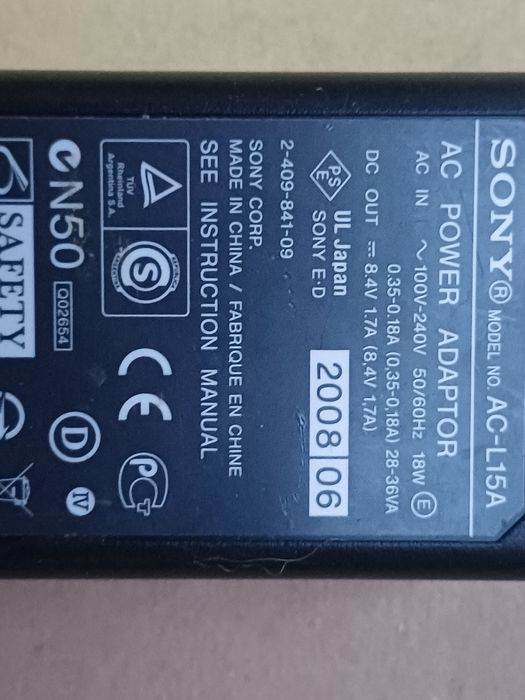 SONY® MODEL NO. AC-L15A
AC POWER ADAPTOR
AC IN ~ 100V-240V 50/60Hz 18W Ⓔ
0.35-0.18A (0,35-0,18A) 28-36VA
DC OUT ⎓ 8.4V 1.7A (8,4V 1,7A)
PS E UL Japan
SONY E·D
2008 06
2-409-841-09
SONY CORP.
MADE IN CHINA / FABRIQUE EN CHINE
SEE INSTRUCTION MANUAL
TÜV
Rheinland
Argentina S.A.
S
CE
PCt
N50
Q02654
D
IV
SAFETY